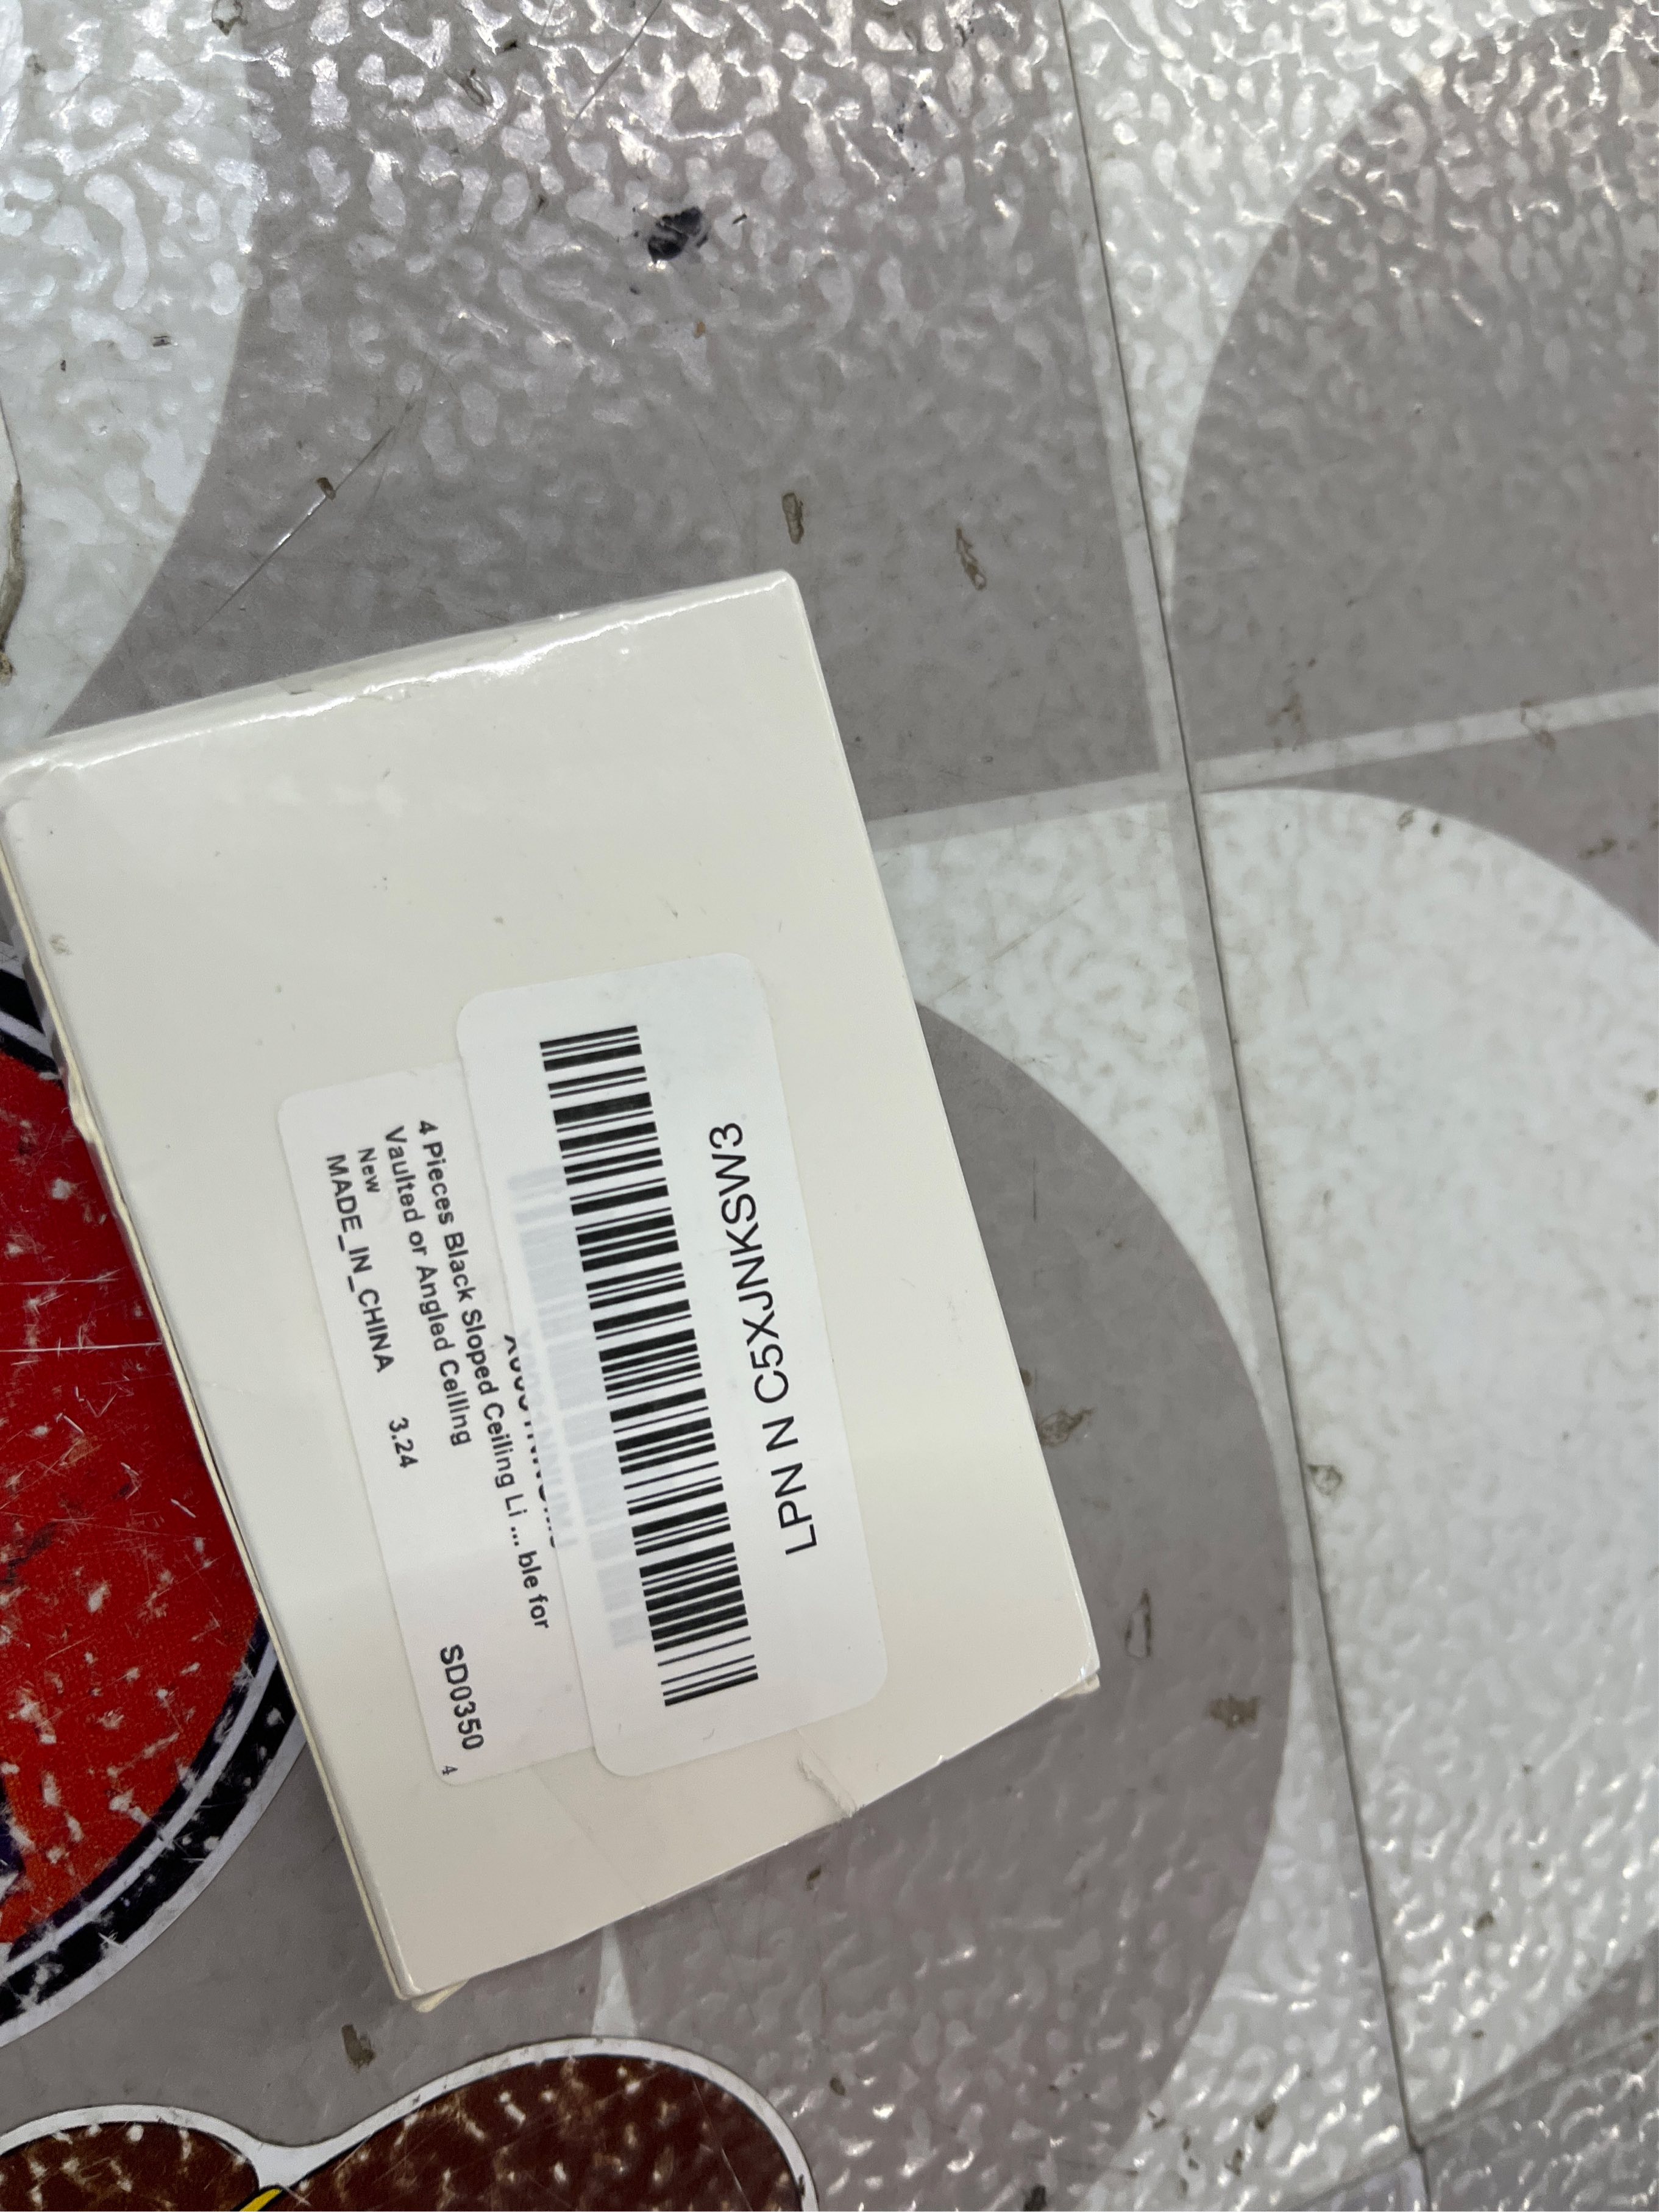 4 Pieces Black Sloped Ceiling Li ... ble for
Vaulted or Angled Ceiling
New
MADE_IN_CHINA 3.24
SD0350
4
LPN N C5XJNKSW3